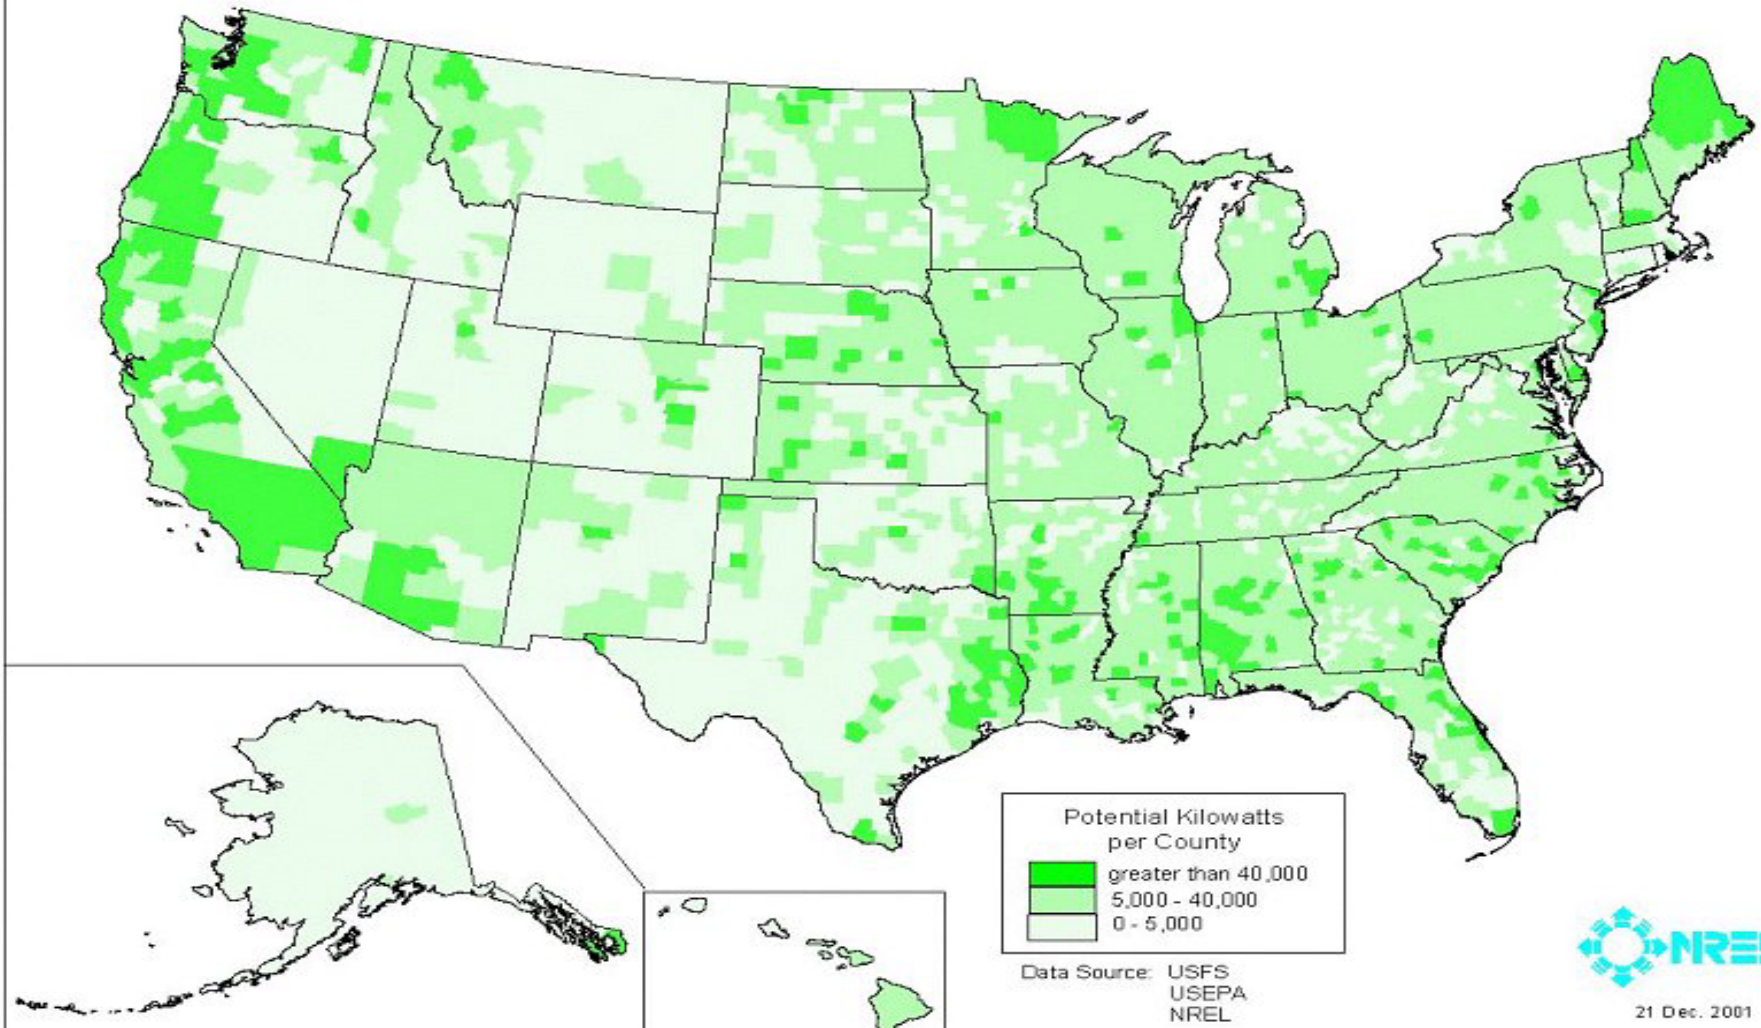 Potential Kilowatts
per County
greater than 40,000
5,000 - 40,000
0 - 5,000
Data Source: USFS
USEPA
NREL
NRE
21 Dec. 2001